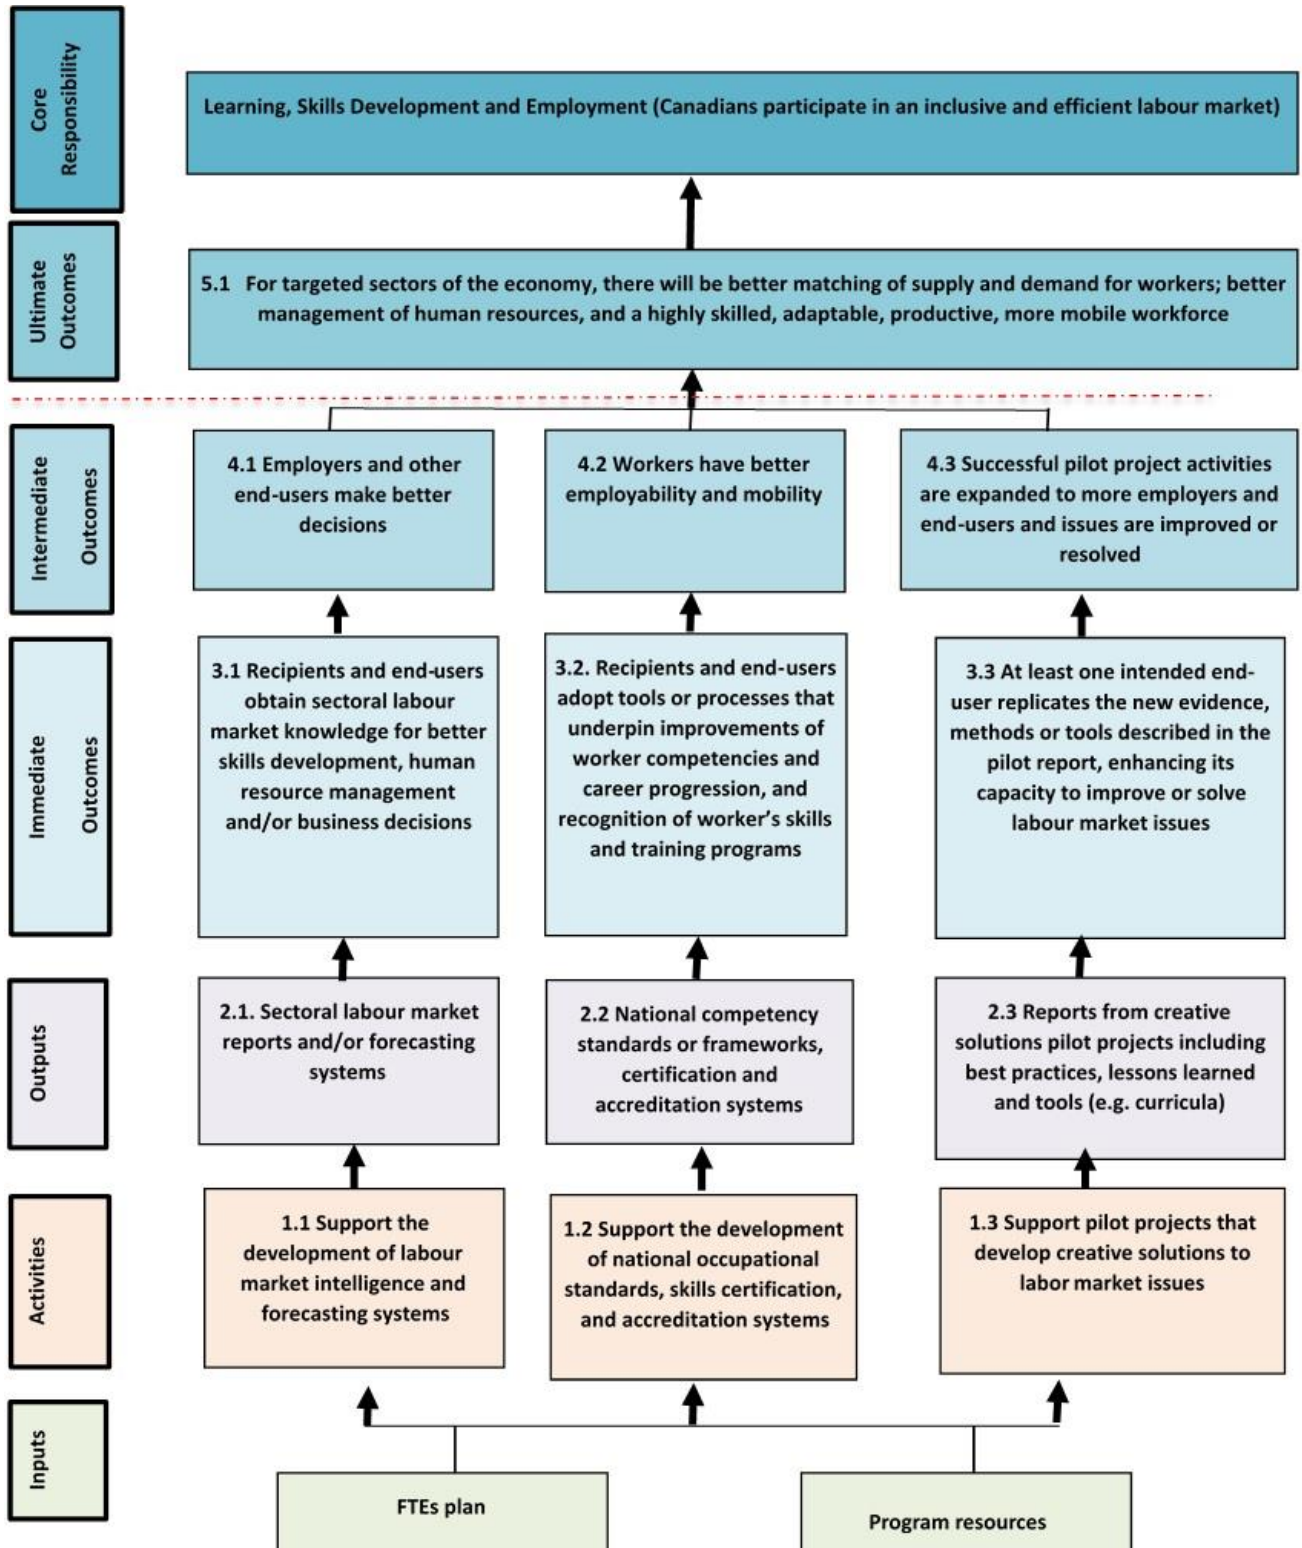 Core
Responsibility
Learning, Skills Development and Employment (Canadians participate in an inclusive and efficient labour market)
Ultimate
Outcomes
5.1 For targeted sectors of the economy, there will be better matching of supply and demand for workers; better
management of human resources, and a highly skilled, adaptable, productive, more mobile workforce
Intermediate
Outcomes
4.1 Employers and other
end-users make better
decisions
4.2 Workers have better
employability and mobility
4.3 Successful pilot project activities
are expanded to more employers and
end-users and issues are improved or
resolved
Immediate
Outcomes
3.1 Recipients and end-users
obtain sectoral labour
market knowledge for better
skills development, human
resource management
and/or business decisions
3.2. Recipients and end-users
adopt tools or processes that
underpin improvements of
worker competencies and
career progression, and
recognition of worker's skills
and training programs
3.3 At least one intended end-
user replicates the new evidence,
methods or tools described in the
pilot report, enhancing its
capacity to improve or solve
labour market issues
Outputs
2.1. Sectoral labour market
reports and/or forecasting
systems
2.2 National competency
standards or frameworks,
certification and
accreditation systems
2.3 Reports from creative
solutions pilot projects including
best practices, lessons learned
and tools (e.g. curricula)
Activities
1.1 Support the
development of labour
market intelligence and
forecasting systems
1.2 Support the development
of national occupational
standards, skills certification,
and accreditation systems
1.3 Support pilot projects that
develop creative solutions to
labor market issues
Inputs
FTEs plan
Program resources